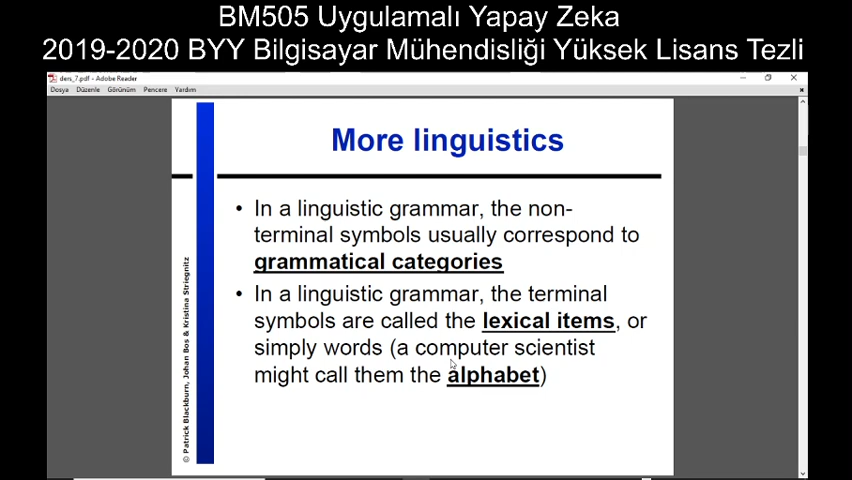 BM505 Uygulamalı Yapay Zeka
2019-2020 BYY Bilgisayar Mühendisliği Yüksek Lisans Tezli
ders_7.pdf - Adobe Reader
Dosya Düzenle Görünüm Pencere Yardım
More linguistics
• In a linguistic grammar, the non-
terminal symbols usually correspond to
grammatical categories
• In a linguistic grammar, the terminal
symbols are called the lexical items, or
simply words (a computer scientist
might call them the alphabet)
© Patrick Blackburn, Johan Bos & Kristina Striegnitz